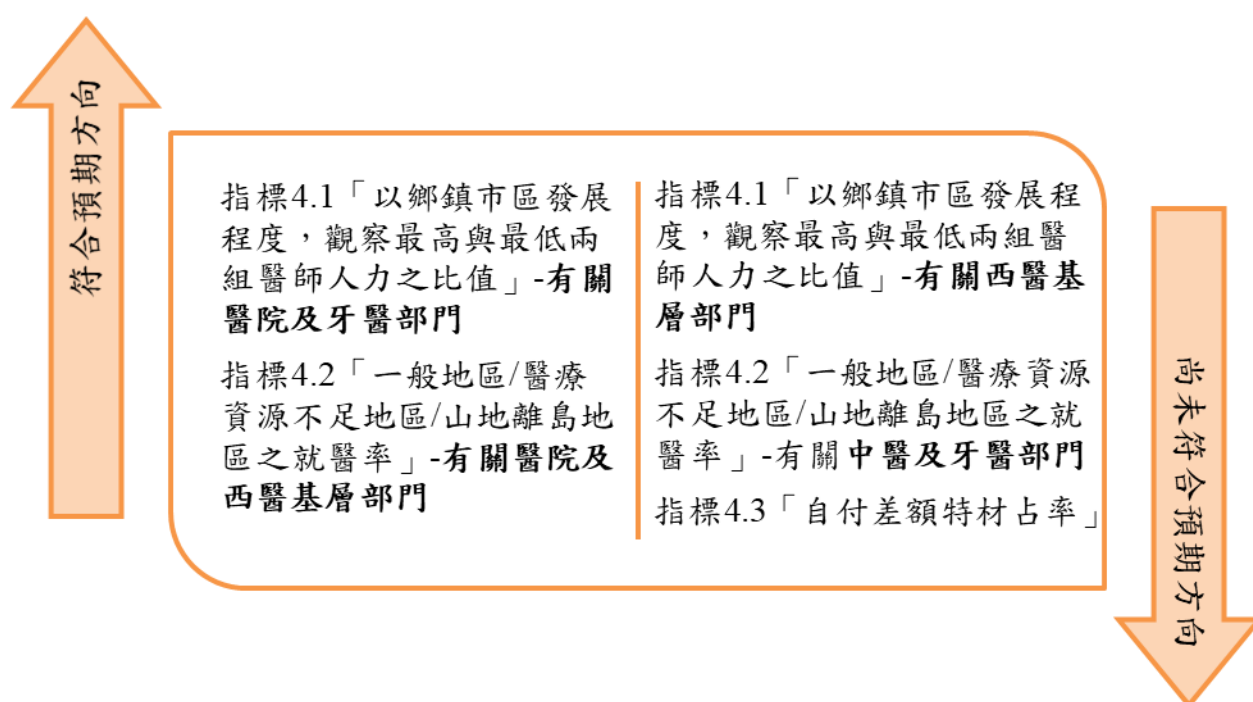 符合預期方向
指標4.1「以鄉鎮市區發展
程度，觀察最高與最低兩
組醫師人力之比值」-有關
醫院及牙醫部門
指標4.2「一般地區/醫療
資源不足地區/山地離島地
區之就醫率」-有關醫院及
西醫基層部門
指標4.1「以鄉鎮市區發展程
度，觀察最高與最低兩組醫
師人力之比值」-有關西醫基
層部門
指標4.2「一般地區/醫療資源
不足地區/山地離島地區之就
醫率」-有關中醫及牙醫部門
指標4.3「自付差額特材占率」
尚未符合預期方向